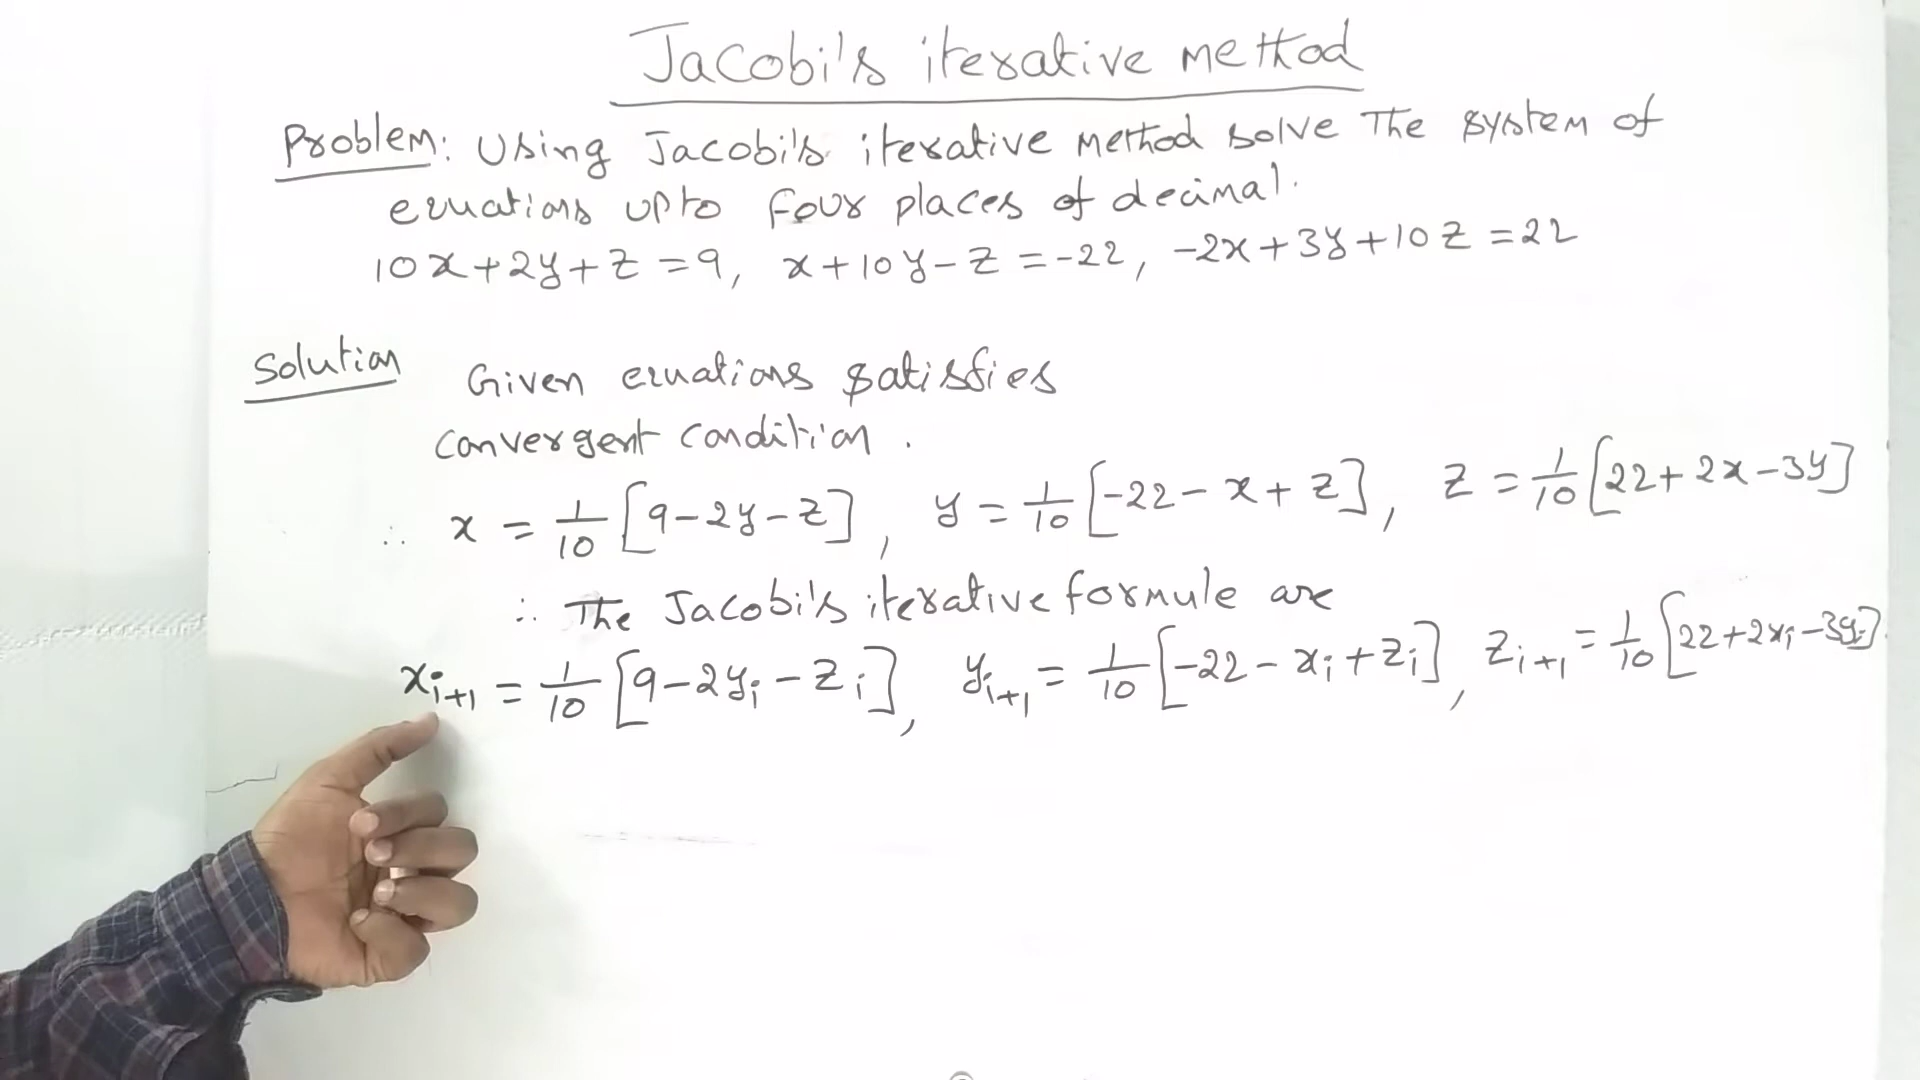 Jacobi's iterative method
Problem: Using Jacobi's iterative method solve the system of
equations upto four places of decimal.
10x+2y+z=9, x+10y-z=-22, -2x+3y+10z=22
Solution Given equations satisfies
convergent condition.
∴ x = 1/10 [9-2y-z], y = 1/10 [-22-x+z], z = 1/10 [22+2x-3y]
∴ The Jacobi's iterative formule are
x_{i+1} = 1/10 [9-2y_i-z_i], y_{i+1} = 1/10 [-22-x_i+z_i], z_{i+1} = 1/10 [22+2x_i-3y_i]